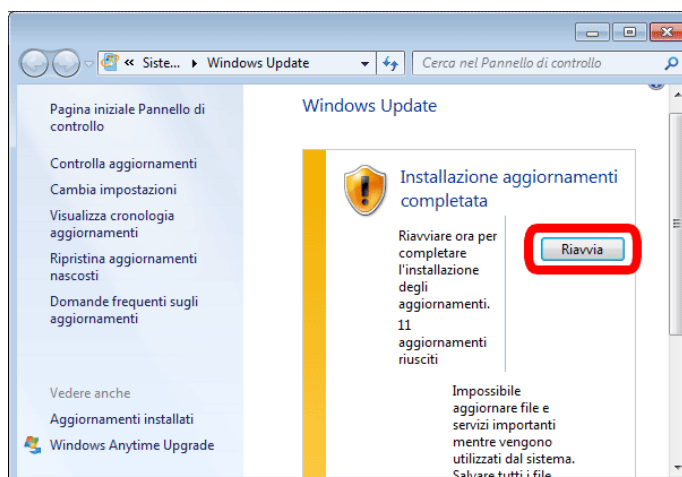 « Siste... Windows Update
Cerca nel Pannello di controllo
Pagina iniziale Pannello di
controllo
Controlla aggiornamenti
Cambia impostazioni
Visualizza cronologia
aggiornamenti
Ripristina aggiornamenti
nascosti
Domande frequenti sugli
aggiornamenti
Vedere anche
Aggiornamenti installati
Windows Anytime Upgrade
Windows Update
Installazione aggiornamenti
completata
Riavviare ora per
completare
l'installazione
degli
aggiornamenti.
11
aggiornamenti
riusciti
Riavvia
Impossibile
aggiornare file e
servizi importanti
mentre vengono
utilizzati dal sistema.
Salvare tutti i file